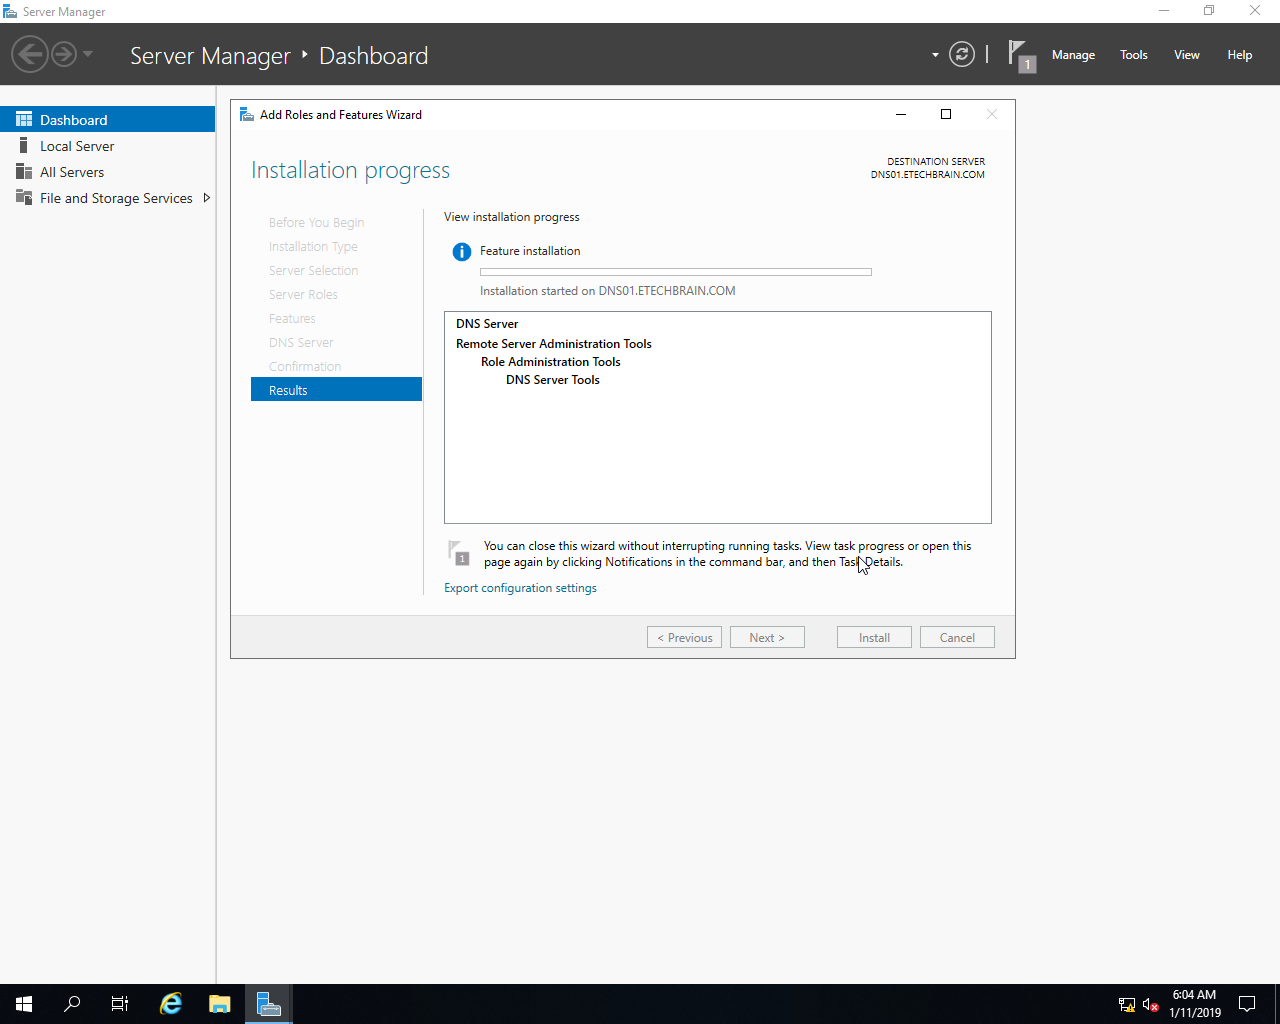 Server Manager
Server Manager ‣ Dashboard
1
Manage
Tools
View
Help
Dashboard
Local Server
All Servers
File and Storage Services
Add Roles and Features Wizard
Installation progress
DESTINATION SERVER
DNS01.ETECHBRAIN.COM
Before You Begin
Installation Type
Server Selection
Server Roles
Features
DNS Server
Confirmation
Results
View installation progress
Feature installation
Installation started on DNS01.ETECHBRAIN.COM
DNS Server
Remote Server Administration Tools
Role Administration Tools
DNS Server Tools
1
You can close this wizard without interrupting running tasks. View task progress or open this
page again by clicking Notifications in the command bar, and then Task Details.
Export configuration settings
< Previous
Next >
Install
Cancel
6:04 AM
1/11/2019